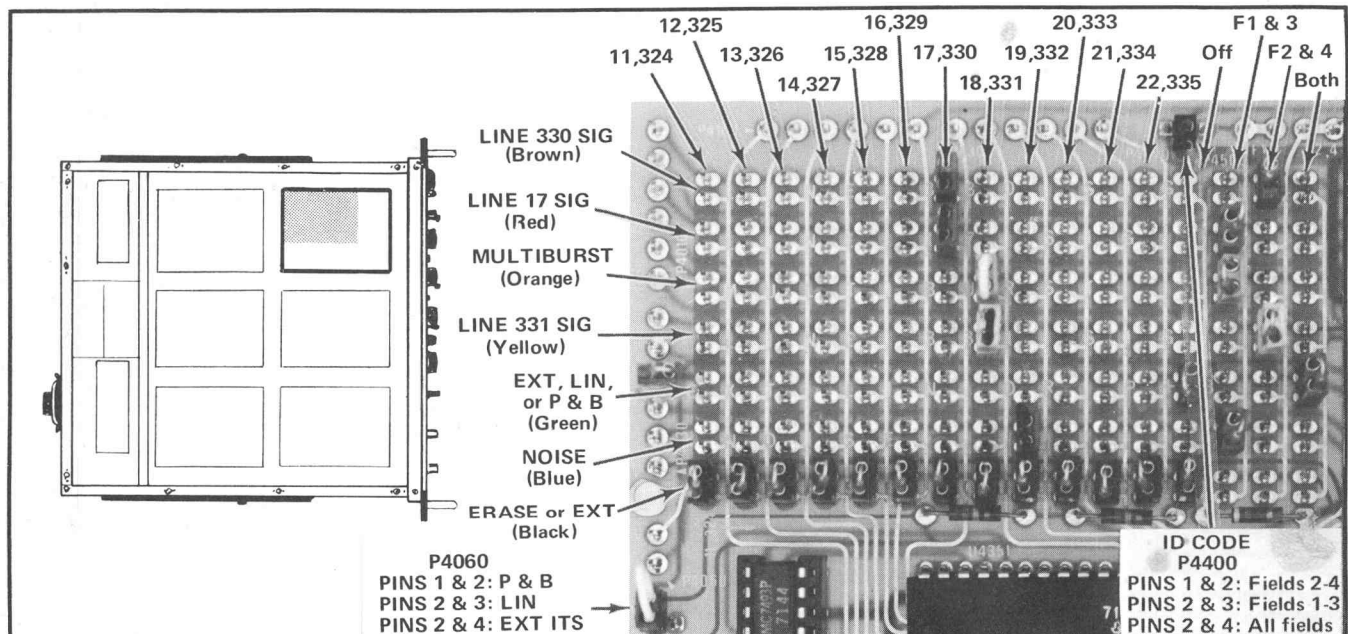 12,325
16,329
20,333
F1 & 3
11,324
13,326
15,328
17,330
19,332
21,334
Off
F2 & 4
14,327
18,331
22,335
Both
LINE 330 SIG
(Brown)
LINE 17 SIG
(Red)
MULTIBURST
(Orange)
LINE 331 SIG
(Yellow)
EXT, LIN,
or P & B
(Green)
NOISE
(Blue)
ERASE or EXT
(Black)
P4060
PINS 1 & 2: P & B
PINS 2 & 3: LIN
PINS 2 & 4: EXT ITS
MC7493P
7144
U4351
ID CODE
P4400
PINS 1 & 2: Fields 2-4
PINS 2 & 3: Fields 1-3
PINS 2 & 4: All fields